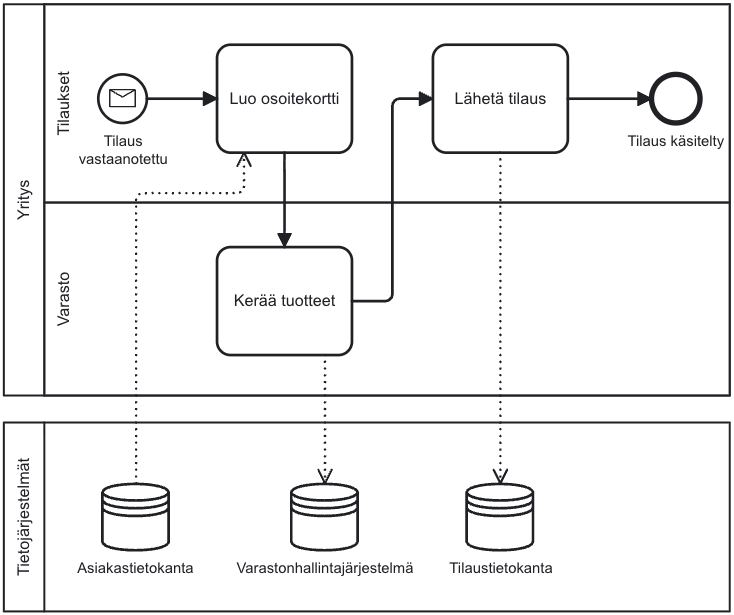 Yritys
Tilaukset
Tilaus
vastaanotettu
Luo osoitekortti
Lähetä tilaus
Tilaus käsitelty
Varasto
Kerää tuotteet
Tietojärjestelmät
Asiakastietokanta
Varastonhallintajärjestelmä
Tilaustietokanta